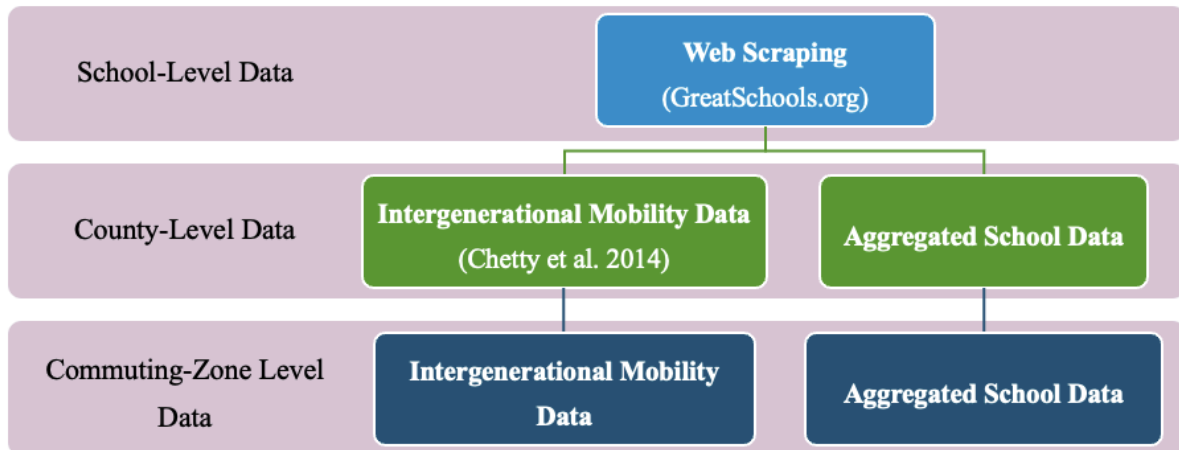 School-Level Data
Web Scraping
(GreatSchools.org)
County-Level Data
Intergenerational Mobility Data
(Chetty et al. 2014)
Aggregated School Data
Commuting-Zone Level
Data
Intergenerational Mobility
Data
Aggregated School Data